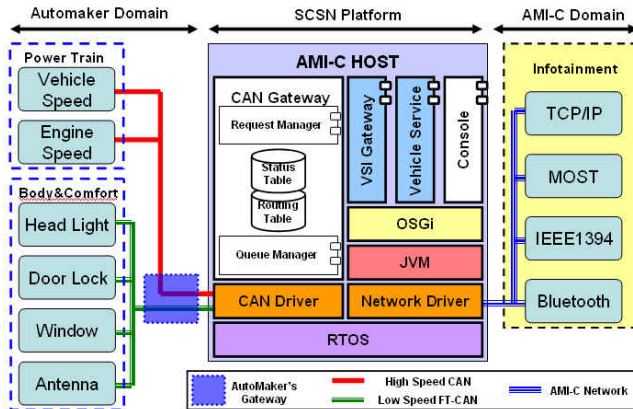 Automaker Domain
SCSN Platform
AMI-C Domain
Power Train
Vehicle
Speed
Engine
Speed
Body&Comfort
Head Light
Door Lock
Window
Antenna
AMI-C HOST
CAN Gateway
Request Manager
Status
Table
Routing
Table
Queue Manager
VSI Gateway
Vehicle Service
Console
OSGi
JVM
CAN Driver
Network Driver
RTOS
Infotainment
TCP/IP
MOST
IEEE1394
Bluetooth
AutoMaker's
Gateway
High Speed CAN
Low Speed FT-CAN
AMI-C Network